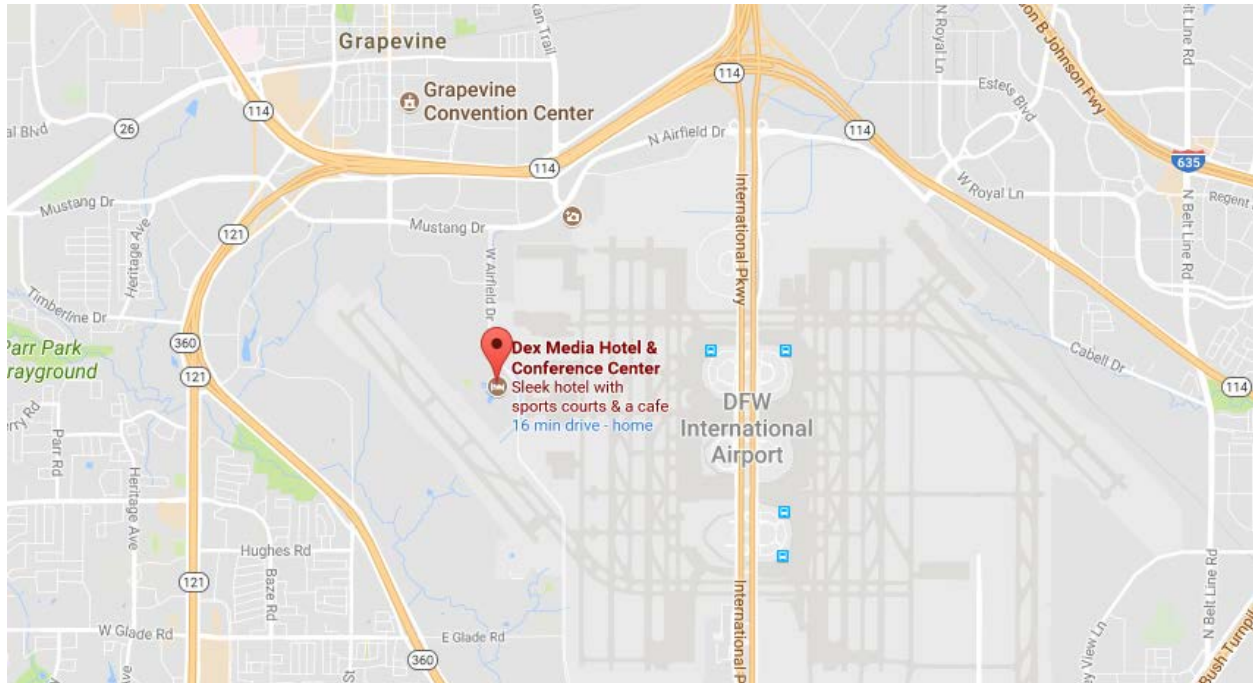 Grapevine
Grapevine
Convention Center
114
26
114
114
114
N Airfield Dr
N Royal Ln
Esters Blvd
635
N Belt Line Rd
W Royal Ln
Regent
Mustang Dr
Heritage Ave
121
Mustang Dr
W Airfield Dr
International Pkwy
Timberline Dr
360
121
Parr Park
Dex Media Hotel &
Conference Center
Sleek hotel with
sports courts & a cafe
16 min drive - home
DFW
International
Airport
Cabell Dr
114
Parr Rd
Heritage Ave
Hughes Rd
Baze Rd
121
W Glade Rd
E Glade Rd
360
International P
N Belt Line Rd
View Ln